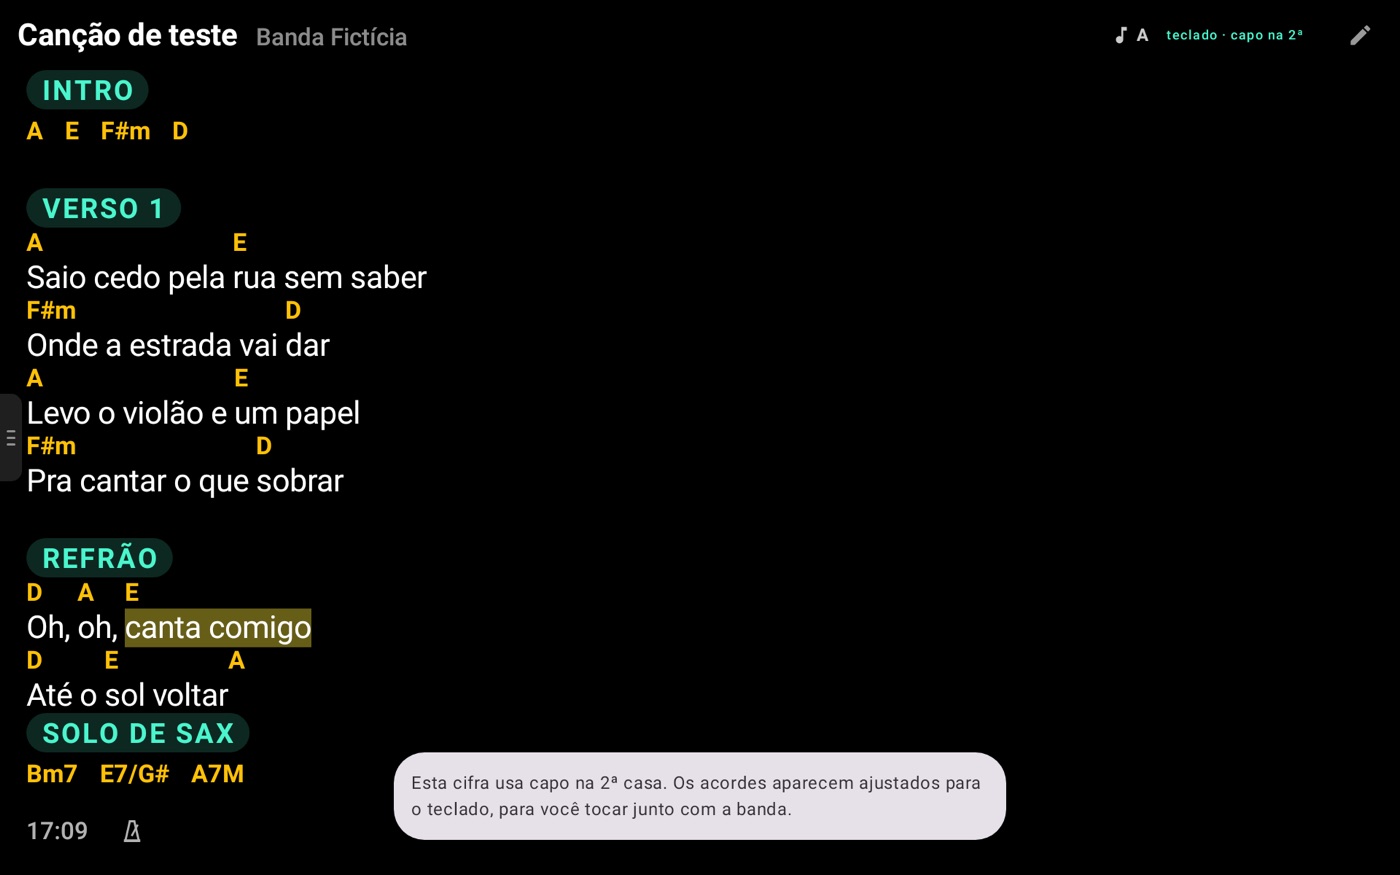 Canção de teste Banda Fictícia
A teclado · capo na 2ª
INTRO
A E F#m D
VERSO 1
A E
Saio cedo pela rua sem saber
F#m D
Onde a estrada vai dar
A E
Levo o violão e um papel
F#m D
Pra cantar o que sobrar
REFRÃO
D A E
Oh, oh, canta comigo
D E A
Até o sol voltar
SOLO DE SAX
Bm7 E7/G# A7M
Esta cifra usa capo na 2ª casa. Os acordes aparecem ajustados para
o teclado, para você tocar junto com a banda.
17:09